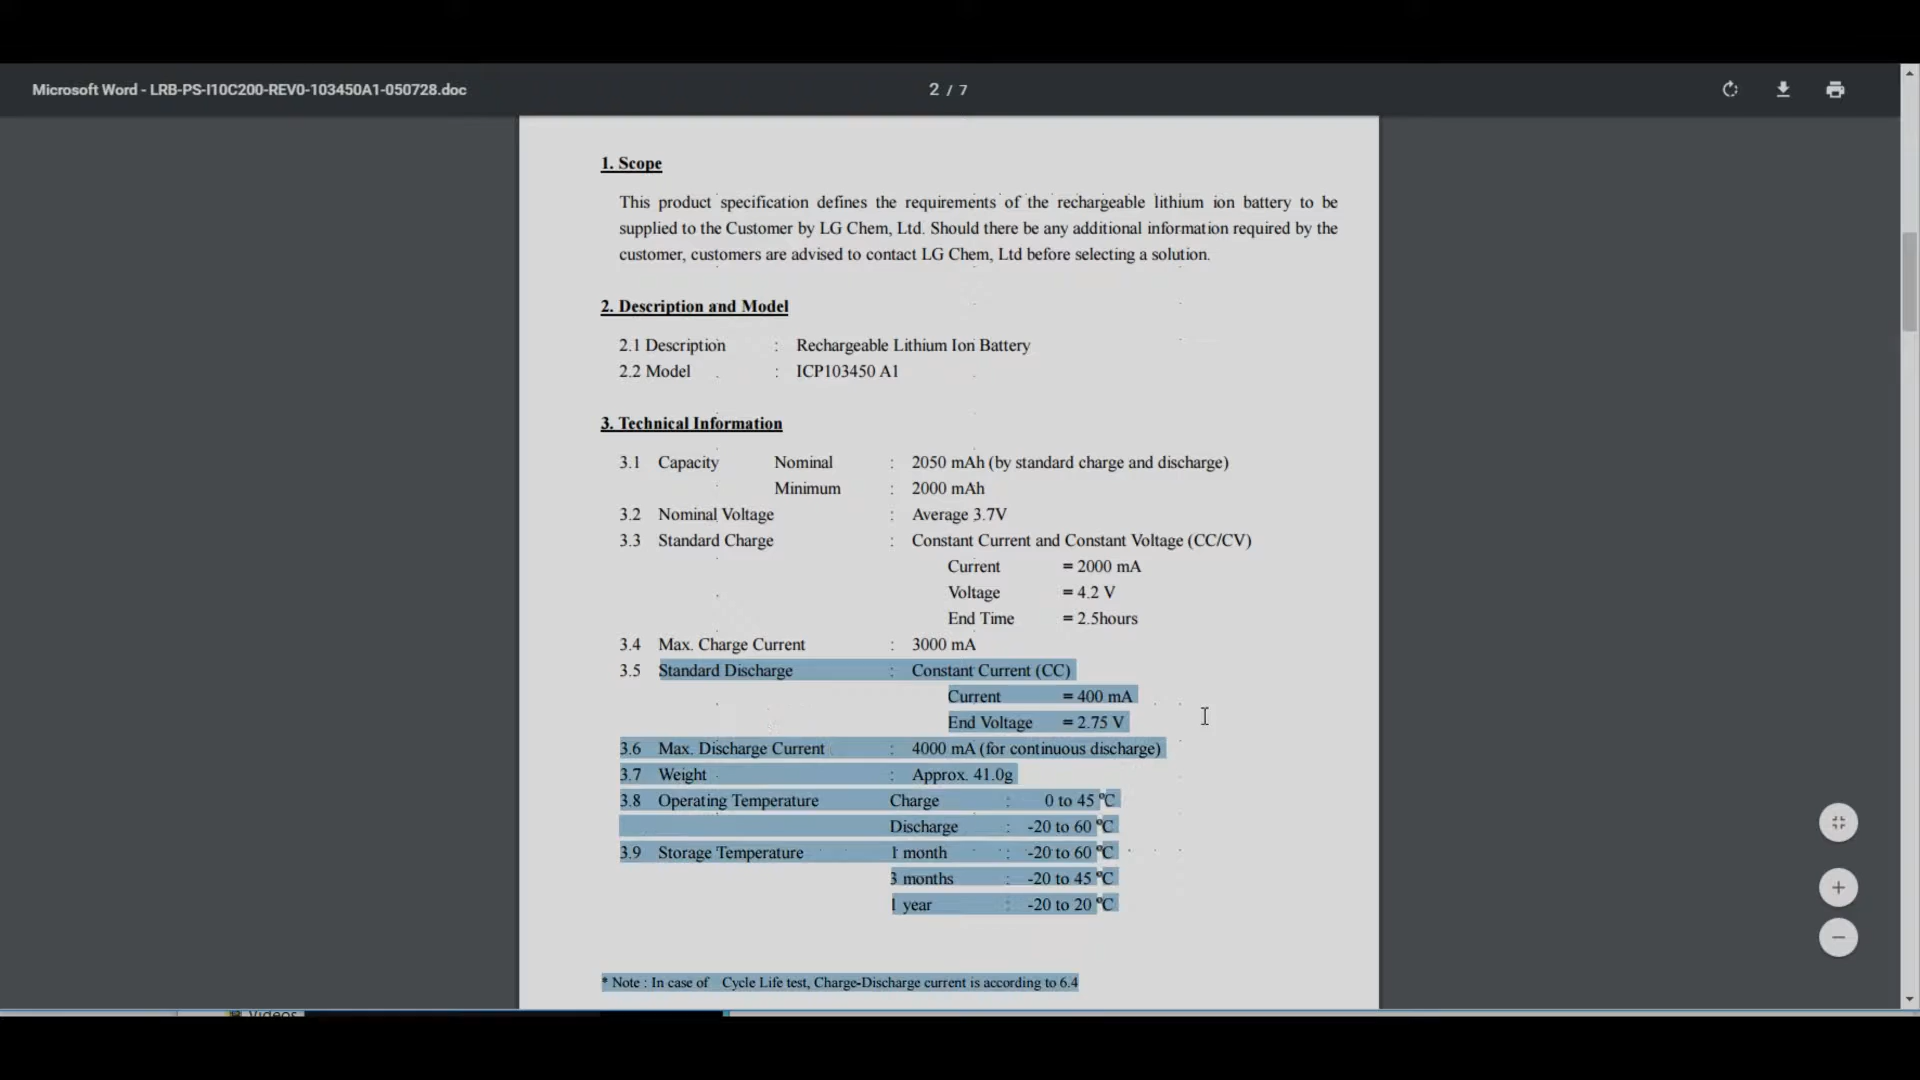 Microsoft Word - LRB-PS-I10C200-REV0-103450A1-050728.doc
2 / 7
1. Scope
This product specification defines the requirements of the rechargeable lithium ion battery to be
supplied to the Customer by LG Chem, Ltd. Should there be any additional information required by the
customer, customers are advised to contact LG Chem, Ltd before selecting a solution.
2. Description and Model
2.1 Description : Rechargeable Lithium Ion Battery
2.2 Model : ICP103450 A1
3. Technical Information
3.1 Capacity Nominal : 2050 mAh (by standard charge and discharge)
Minimum : 2000 mAh
3.2 Nominal Voltage : Average 3.7V
3.3 Standard Charge : Constant Current and Constant Voltage (CC/CV)
Current = 2000 mA
Voltage = 4.2 V
End Time = 2.5hours
3.4 Max. Charge Current : 3000 mA
3.5 Standard Discharge : Constant Current (CC)
Current = 400 mA
End Voltage = 2.75 V
3.6 Max. Discharge Current : 4000 mA (for continuous discharge)
3.7 Weight : Approx. 41.0g
3.8 Operating Temperature Charge : 0 to 45 ºC
Discharge : -20 to 60 ºC
3.9 Storage Temperature 1 month : -20 to 60 ºC
3 months : -20 to 45 ºC
1 year : -20 to 20 ºC
* Note : In case of Cycle Life test, Charge-Discharge current is according to 6.4
Videos